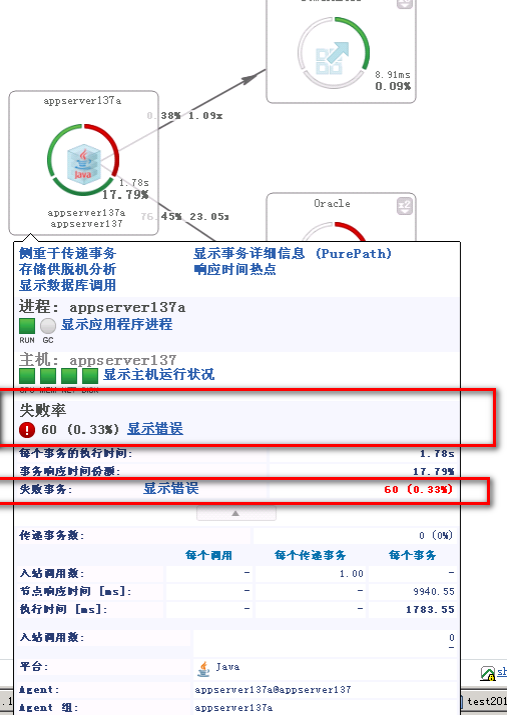 x2
8.91ms
0.09%
appserver137a
0.38% 1.09x
Java
1.78s
17.79%
appserver137a
appserver137
76.45% 23.05x
Oracle
x2
侧重于传递事务
显示事务详细信息 (PurePath)
存储供脱机分析
响应时间热点
显示数据库调用
进程: appserver137a
显示应用程序进程
RUN GC
主机: appserver137
显示主机运行状况
CPU MEM NET DISK
失败率
60 (0.33%) 显示错误
每个事务的执行时间: 1.78s
事务响应时间份额: 17.79%
失败事务: 显示错误 60 (0.33%)
传递事务数: 0 (0%)
每个调用 每个传递事务 每个事务
入站调用数: - 1.00 -
节点响应时间 [ms]: - - 9940.55
执行时间 [ms]: - - 1783.55
入站调用数: 0
-
平台: Java
Agent: appserver137a@appserver137
Agent 组: appserver137a
sh
.1
test201